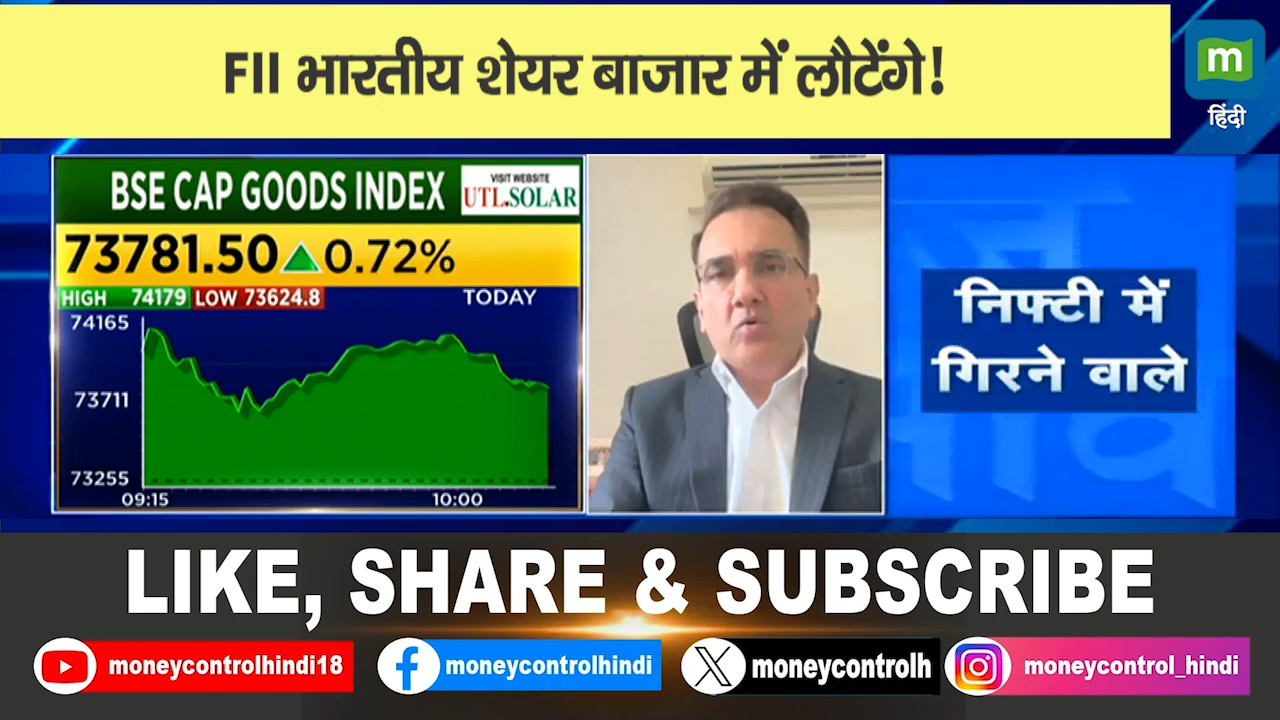 FII भारतीय शेयर बाजार में लौटेंगे!
m
हिंदी
BSE CAP GOODS INDEX
VISIT WEBSITE
UTL.SOLAR
73781.50 ▲ 0.72%
HIGH 74179 LOW 73624.8 TODAY
74165
73711
73255
09:15 10:00
निफ्टी में
गिरने वाले
LIKE, SHARE & SUBSCRIBE
moneycontrolhindi18 moneycontrolhindi moneycontrolh moneycontrol_hindi